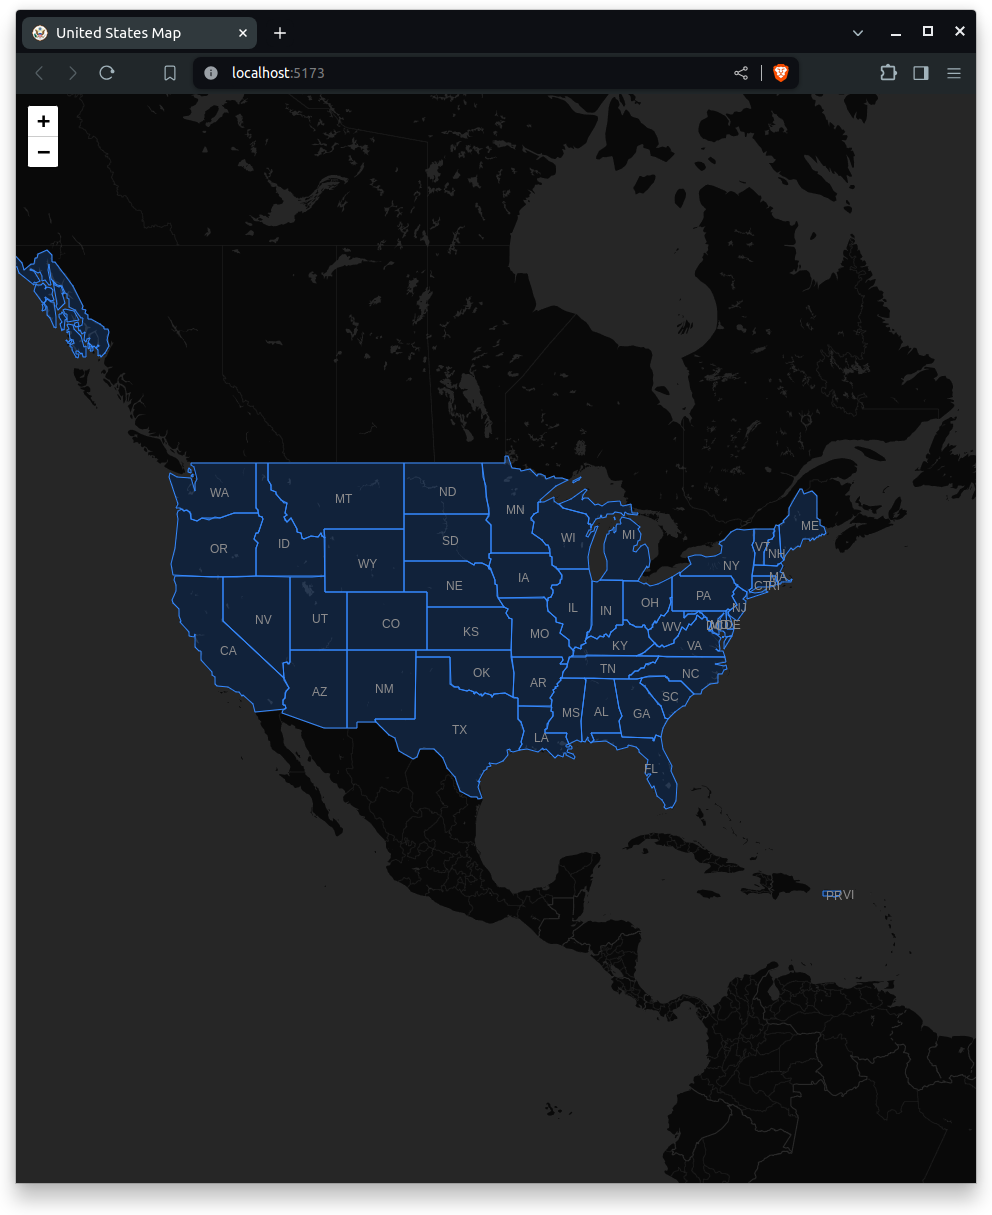 United States Map
localhost:5173
+
−
WA
MT
ND
MN
ME
OR
ID
SD
WI
MI
VT
NH
WY
NY
MA
NE
IA
CT
RI
PA
NV
UT
CO
IL
IN
OH
NJ
DE
KS
MO
WV
MD
CA
KY
VA
AZ
NM
OK
AR
TN
NC
SC
TX
MS
AL
GA
LA
FL
PR
VI